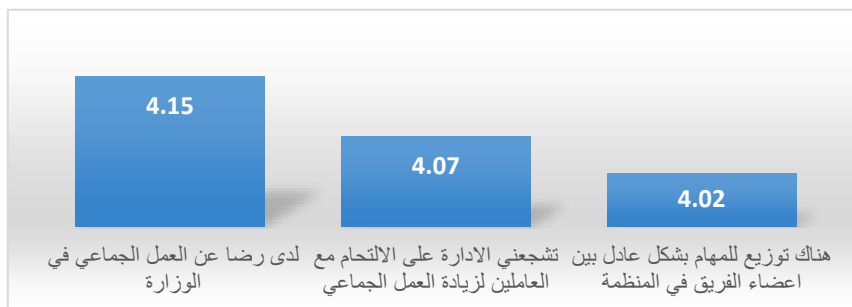 4.15
4.07
4.02
لدى رضا عن العمل الجماعي في
الوزارة
تشجعني الادارة على الالتحام مع
العاملين لزيادة العمل الجماعي
هناك توزيع للمهام بشكل عادل بين
اعضاء الفريق في المنظمة